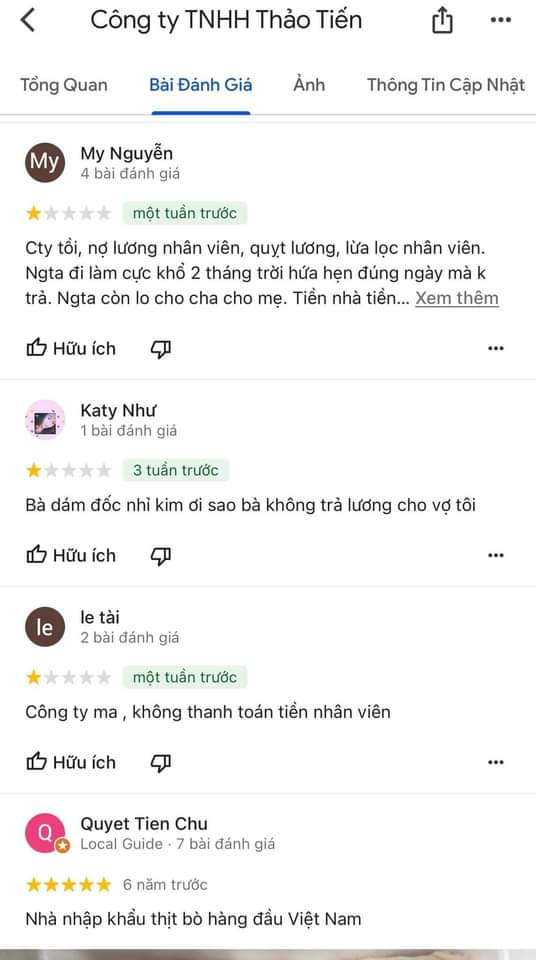 Công ty TNHH Thảo Tiến
Tổng Quan Bài Đánh Giá Ảnh Thông Tin Cập Nhật
My
My Nguyễn
4 bài đánh giá
một tuần trước
Cty tồi, nợ lương nhân viên, quỵt lương, lừa lọc nhân viên.
Ngta đi làm cực khổ 2 tháng trời hứa hẹn đúng ngày mà k
trả. Ngta còn lo cho cha cho mẹ. Tiền nhà tiền... Xem thêm
Hữu ích
Katy Như
1 bài đánh giá
3 tuần trước
Bà dám đốc nhỉ kim ơi sao bà không trả lương cho vợ tôi
Hữu ích
le
le tài
2 bài đánh giá
một tuần trước
Công ty ma , không thanh toán tiền nhân viên
Hữu ích
Q
Quyet Tien Chu
Local Guide · 7 bài đánh giá
6 năm trước
Nhà nhập khẩu thịt bò hàng đầu Việt Nam